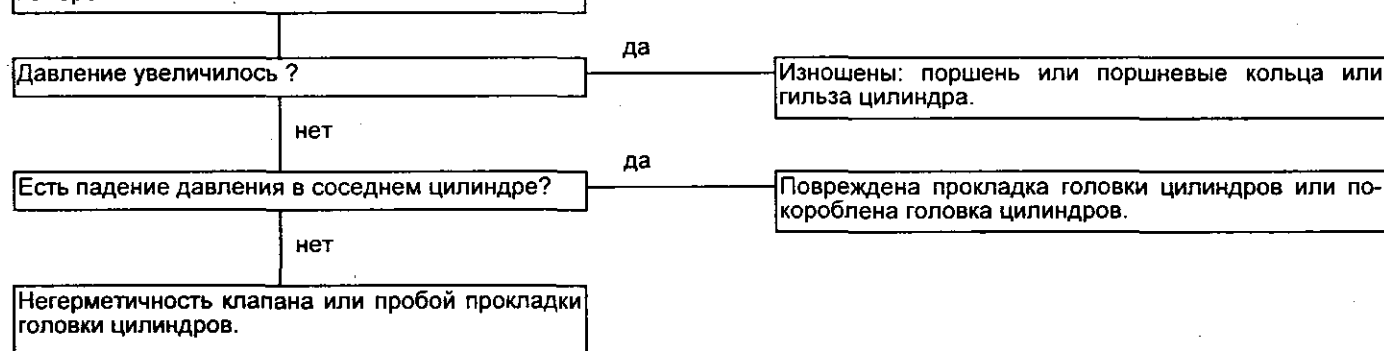 да
Давление увеличилось ?
Изношены: поршень или поршневые кольца или
гильза цилиндра.
нет
да
Есть падение давления в соседнем цилиндре?
Повреждена прокладка головки цилиндров или по-
короблена головка цилиндров.
нет
Негерметичность клапана или пробой прокладки
головки цилиндров.